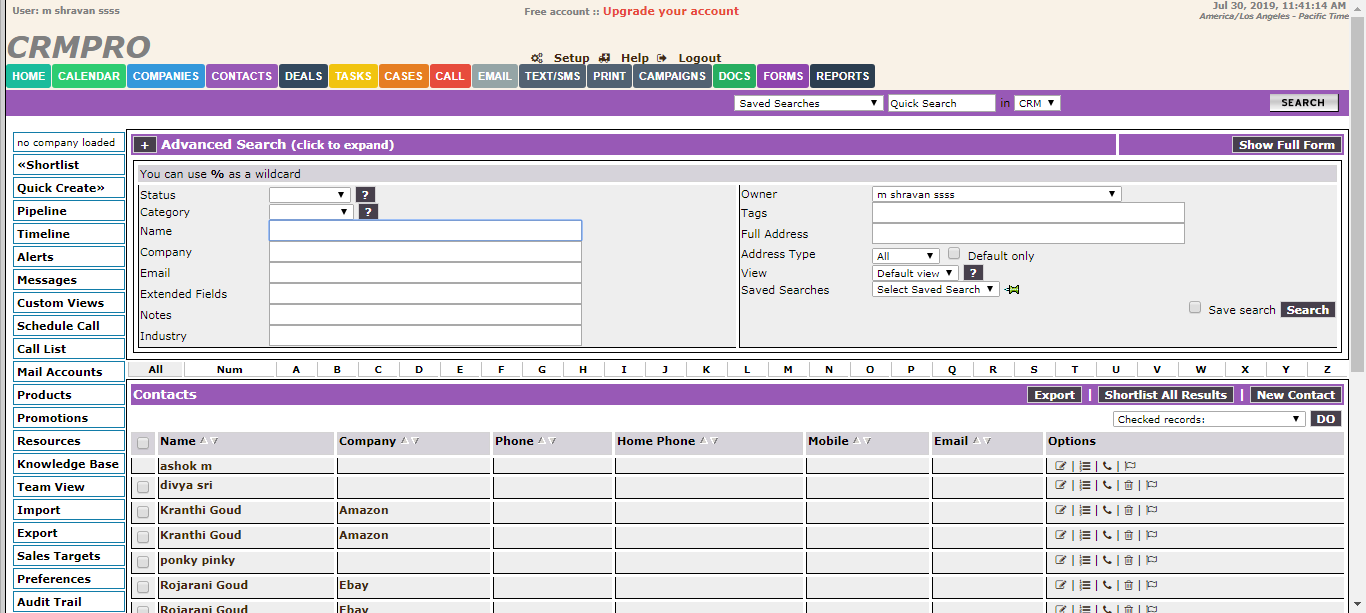 User: m shravan ssss
Free account :: Upgrade your account
Jul 30, 2019, 11:41:14 AM
America/Los Angeles - Pacific Time
CRMPRO
Setup Help Logout
HOME CALENDAR COMPANIES CONTACTS DEALS TASKS CASES CALL EMAIL TEXT/SMS PRINT CAMPAIGNS DOCS FORMS REPORTS
Saved Searches Quick Search in CRM SEARCH
no company loaded
«Shortlist
Quick Create»
Pipeline
Timeline
Alerts
Messages
Custom Views
Schedule Call
Call List
Mail Accounts
Products
Promotions
Resources
Knowledge Base
Team View
Import
Export
Sales Targets
Preferences
Audit Trail
+ Advanced Search (click to expand) Show Full Form
You can use % as a wildcard
Status ?
Category ?
Name
Company
Email
Extended Fields
Notes
Industry
Owner m shravan ssss
Tags
Full Address
Address Type All Default only
View Default view ?
Saved Searches Select Saved Search
Save search Search
All Num A B C D E F G H I J K L M N O P Q R S T U V W X Y Z
Contacts Export | Shortlist All Results | New Contact
Checked records: DO
Name Company Phone Home Phone Mobile Email Options
ashok m | | | |
divya sri | | | |
Kranthi Goud Amazon | | | |
Kranthi Goud Amazon | | | |
ponky pinky | | | |
Rojarani Goud Ebay | | | |
Rojarani Goud Ebay | | | |